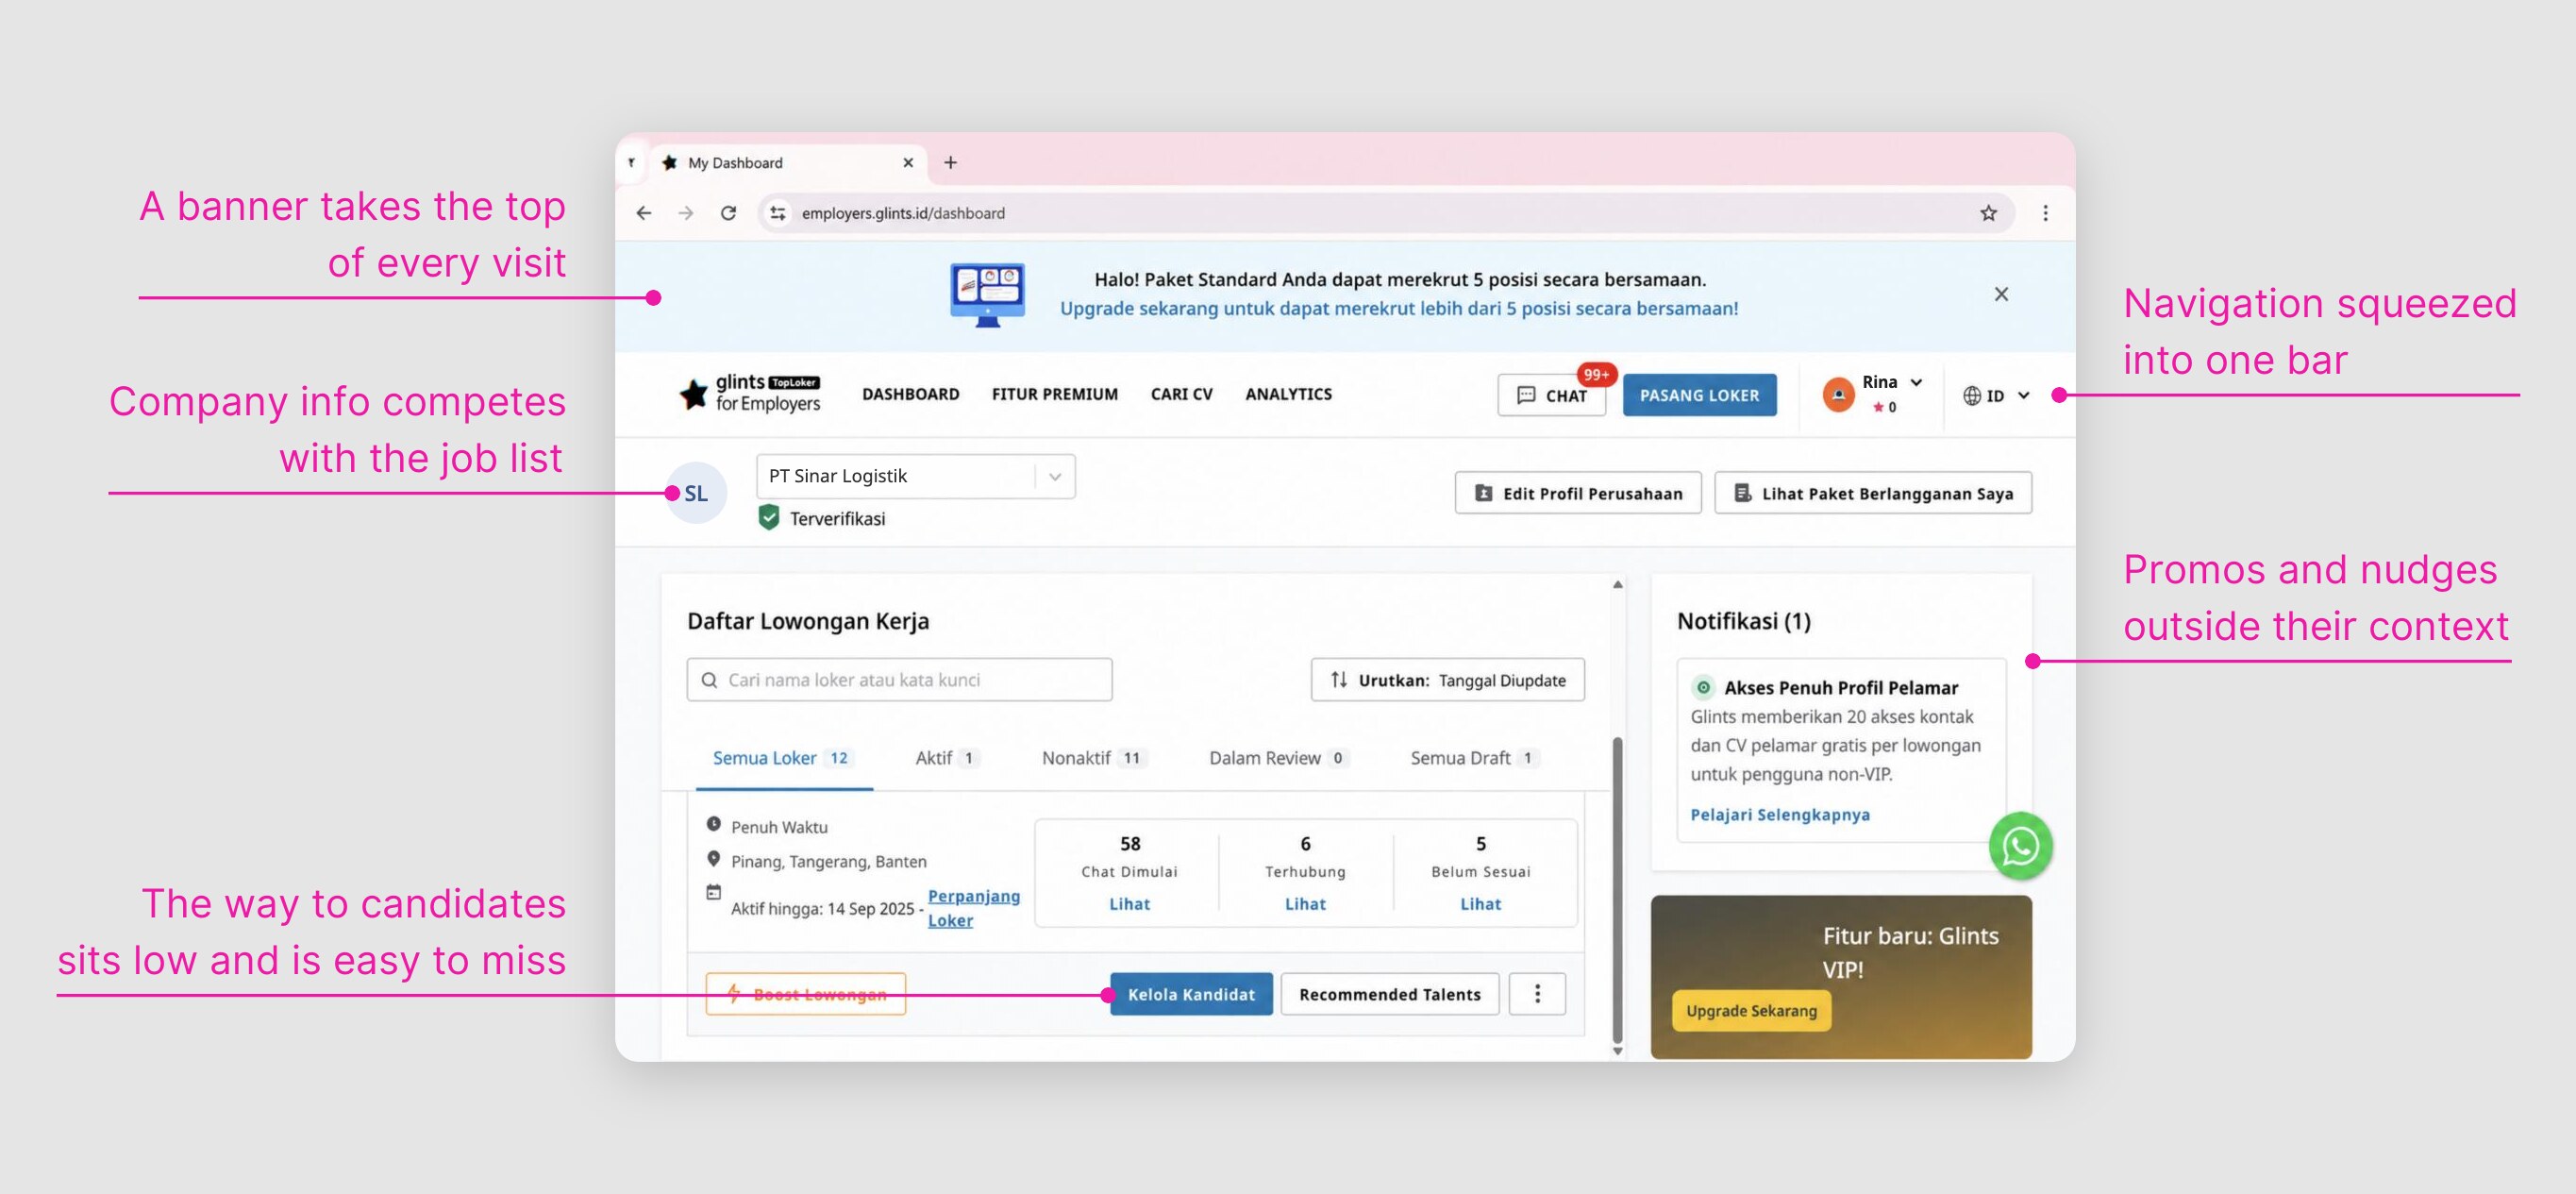 A banner takes the top
of every visit
Company info competes
with the job list
The way to candidates
sits low and is easy to miss
Navigation squeezed
into one bar
Promos and nudges
outside their context
My Dashboard
employers.glints.id/dashboard
Halo! Paket Standard Anda dapat merekrut 5 posisi secara bersamaan.
Upgrade sekarang untuk dapat merekrut lebih dari 5 posisi secara bersamaan!
glints TopLoker
for Employers
DASHBOARD
FITUR PREMIUM
CARI CV
ANALYTICS
CHAT
99+
PASANG LOKER
Rina
0
ID
SL
PT Sinar Logistik
Terverifikasi
Edit Profil Perusahaan
Lihat Paket Berlangganan Saya
Daftar Lowongan Kerja
Cari nama loker atau kata kunci
Urutkan: Tanggal Diupdate
Semua Loker 12
Aktif 1
Nonaktif 11
Dalam Review 0
Semua Draft 1
Penuh Waktu
Pinang, Tangerang, Banten
Aktif hingga: 14 Sep 2025 - Perpanjang
Loker
58
Chat Dimulai
Lihat
6
Terhubung
Lihat
5
Belum Sesuai
Lihat
Boost Lowongan
Kelola Kandidat
Recommended Talents
Notifikasi (1)
Akses Penuh Profil Pelamar
Glints memberikan 20 akses kontak
dan CV pelamar gratis per lowongan
untuk pengguna non-VIP.
Pelajari Selengkapnya
Fitur baru: Glints
VIP!
Upgrade Sekarang